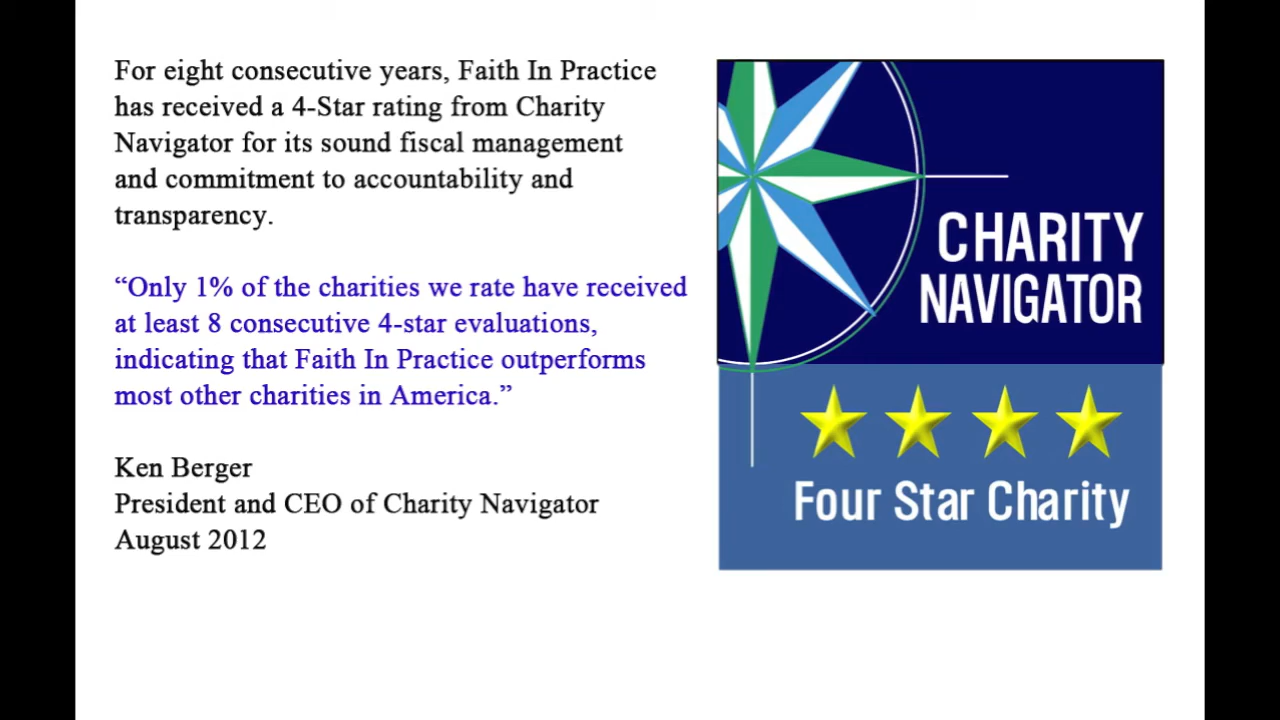 For eight consecutive years, Faith In Practice
has received a 4-Star rating from Charity
Navigator for its sound fiscal management
and commitment to accountability and
transparency.
“Only 1% of the charities we rate have received
at least 8 consecutive 4-star evaluations,
indicating that Faith In Practice outperforms
most other charities in America.”
Ken Berger
President and CEO of Charity Navigator
August 2012
CHARITY
NAVIGATOR
Four Star Charity